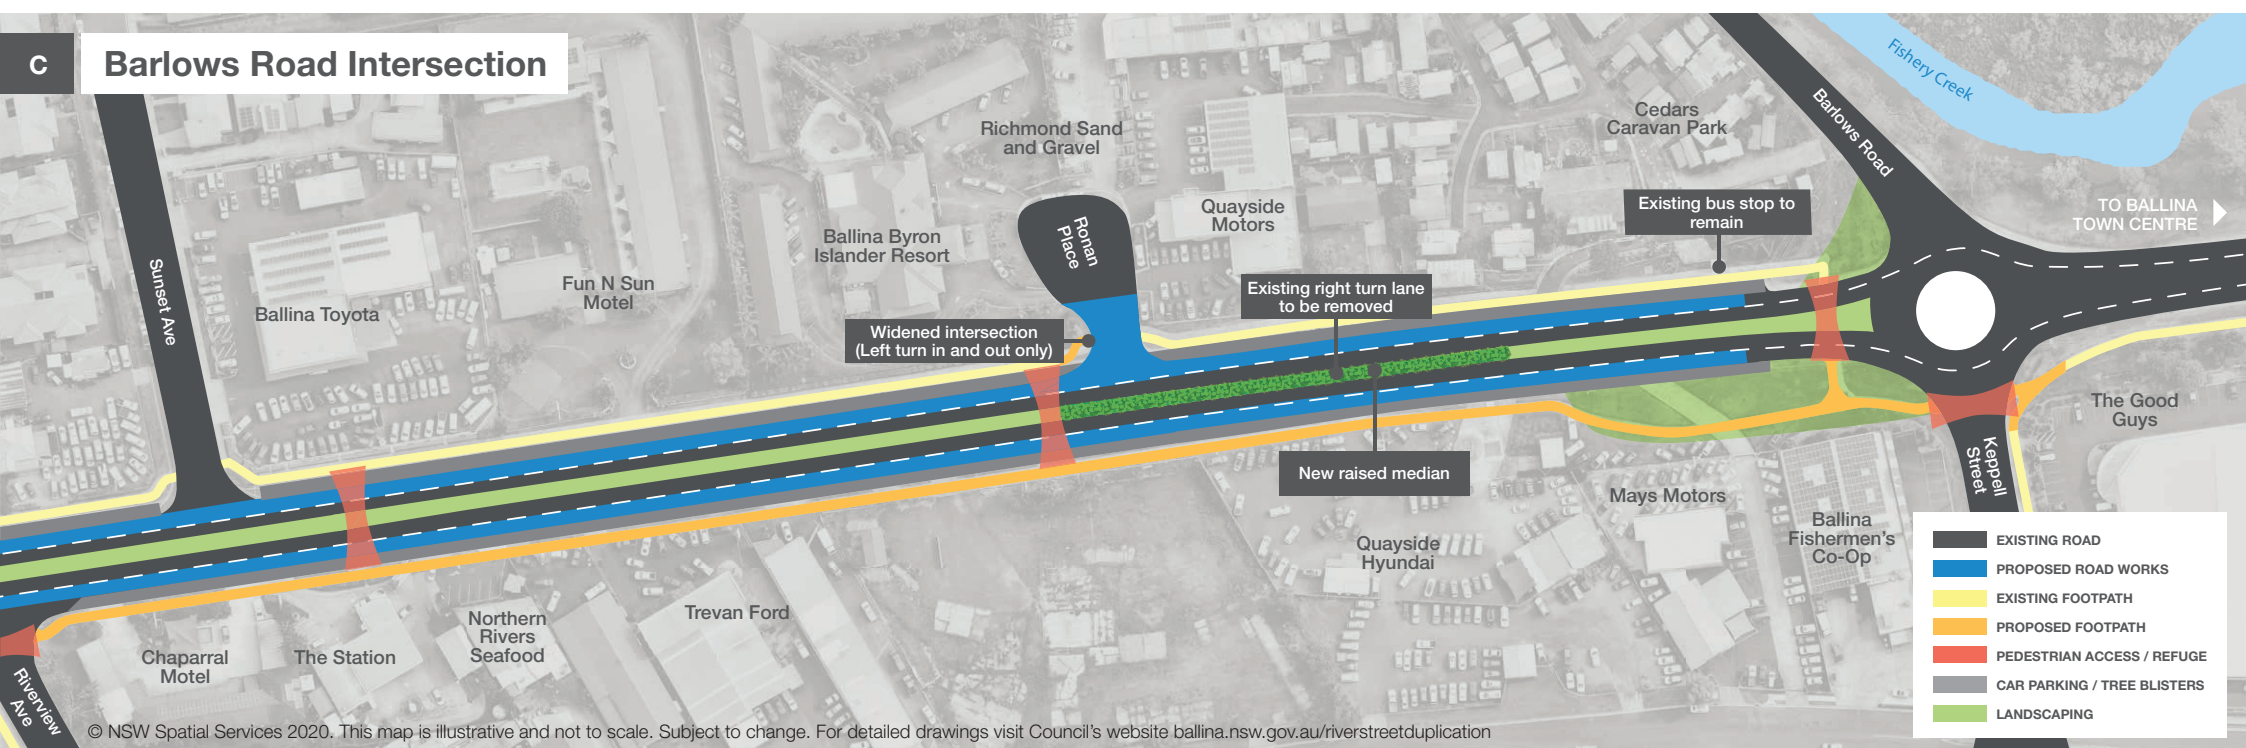 C
Barlows Road Intersection
Fishery Creek
Barlows Road
Cedars
Caravan Park
Richmond Sand
and Gravel
TO BALLINA
TOWN CENTRE
Existing bus stop to
remain
Quayside
Motors
Ronan
Place
Ballina Byron
Islander Resort
Sunset Ave
Fun N Sun
Motel
Ballina Toyota
Existing right turn lane
to be removed
Widened intersection
(Left turn in and out only)
The Good
Guys
New raised median
Keppell
Street
Mays Motors
Ballina
Fishermen's
Co-Op
Quayside
Hyundai
Trevan Ford
Northern
Rivers
Seafood
The Station
Chaparral
Motel
Riverview
Ave
EXISTING ROAD
PROPOSED ROAD WORKS
EXISTING FOOTPATH
PROPOSED FOOTPATH
PEDESTRIAN ACCESS / REFUGE
CAR PARKING / TREE BLISTERS
LANDSCAPING
© NSW Spatial Services 2020. This map is illustrative and not to scale. Subject to change. For detailed drawings visit Council's website ballina.nsw.gov.au/riverstreetduplication